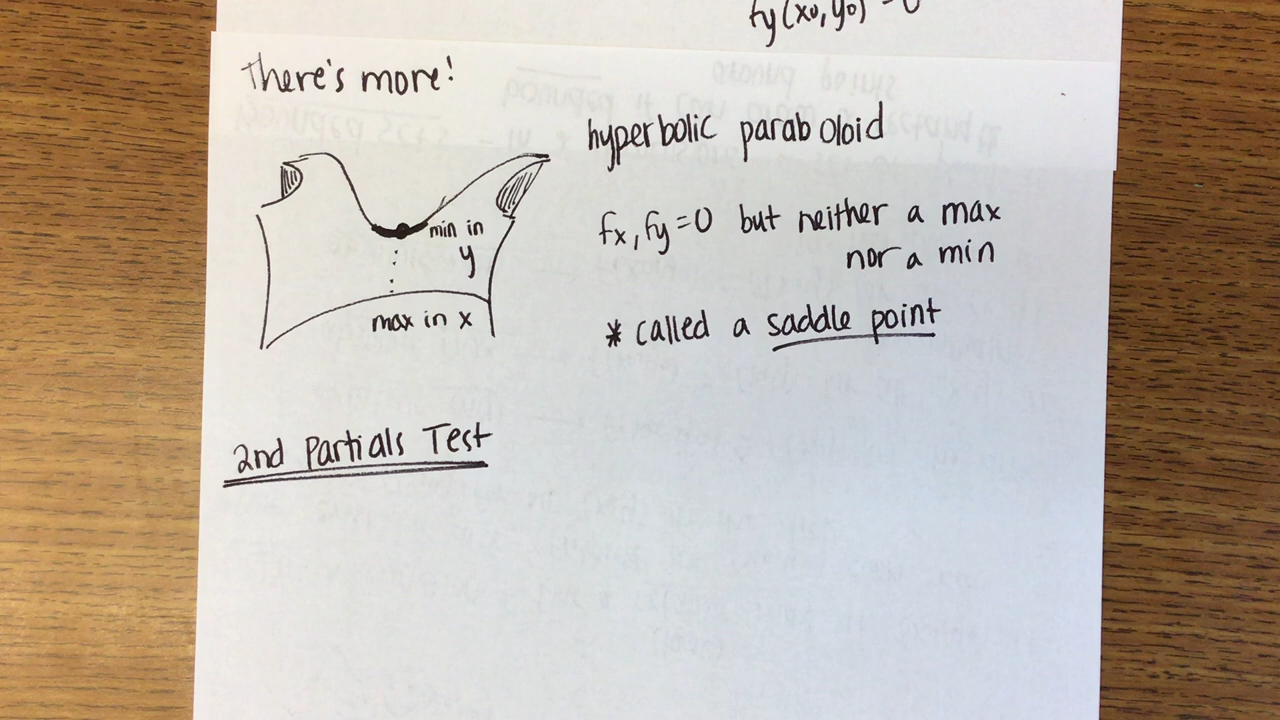 fy(x0, y0) = 0
There's more!
hyperbolic paraboloid
fx, fy = 0 but neither a max
nor a min
min in
y
max in x
* called a saddle point
2nd Partials Test